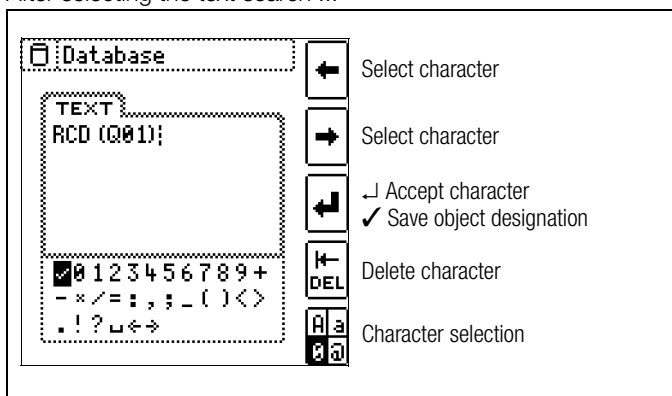 After selecting the text search ...
Database
← Select character
TEXT
RCD (Q01)
→ Select character
↵ Accept character
✓ Save object designation
✓0123456789+
-×/=:,;_()<>
.!?␣←→
DEL Delete character
A a 0 @ Character selection